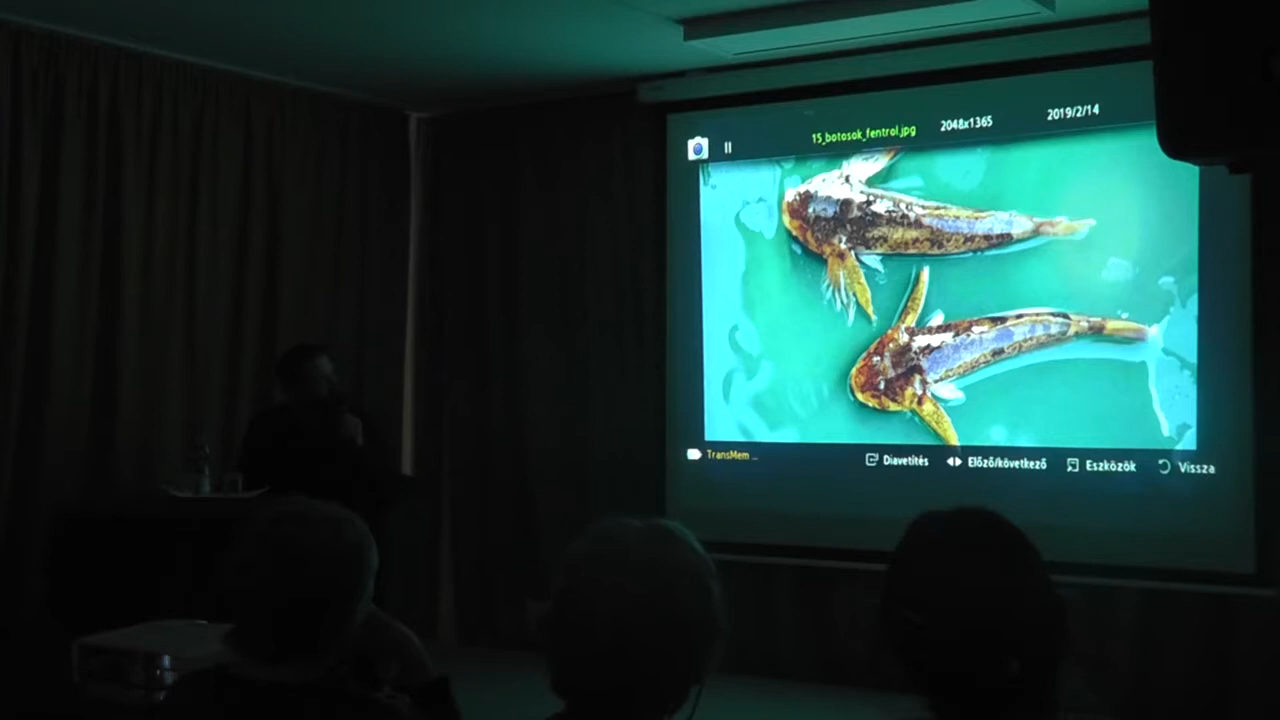 15_botosok_fentrol.jpg 2048x1365 2019/2/14
TransMem ... Diavetítés Előző/következő Eszközök Vissza